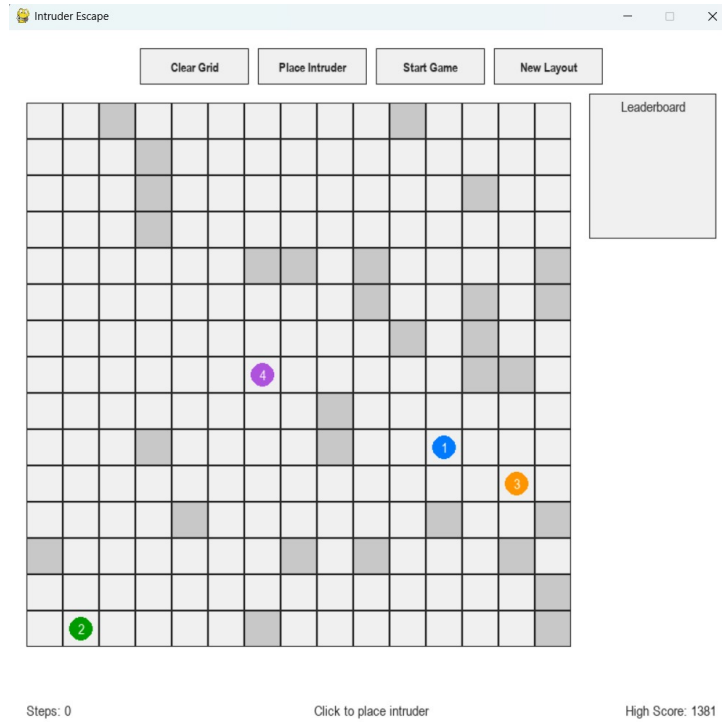 Intruder Escape
Clear Grid
Place Intruder
Start Game
New Layout
Leaderboard
4
1
3
2
Steps: 0
Click to place intruder
High Score: 1381